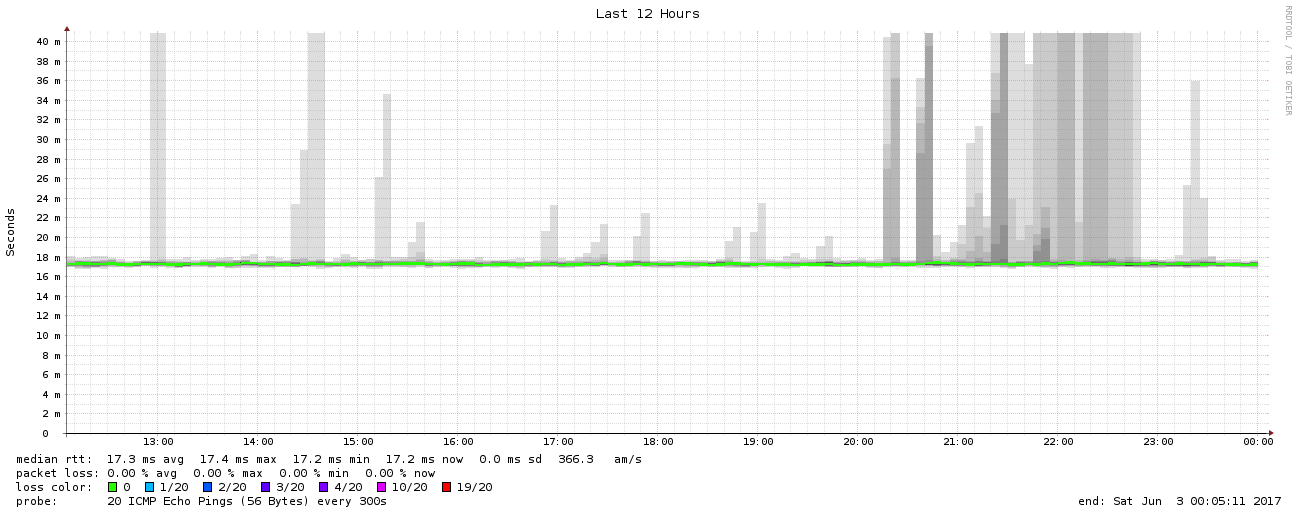 Last 12 Hours
RRDTOOL / TOBI OETIKER
40 m
38 m
36 m
34 m
32 m
30 m
28 m
26 m
24 m
22 m
20 m
18 m
16 m
14 m
12 m
10 m
8 m
6 m
4 m
2 m
0
Seconds
13:00 14:00 15:00 16:00 17:00 18:00 19:00 20:00 21:00 22:00 23:00 00:00
median rtt: 17.3 ms avg 17.4 ms max 17.2 ms min 17.2 ms now 0.0 ms sd 366.3 am/s
packet loss: 0.00 % avg 0.00 % max 0.00 % min 0.00 % now
loss color: 0 1/20 2/20 3/20 4/20 10/20 19/20
probe: 20 ICMP Echo Pings (56 Bytes) every 300s end: Sat Jun 3 00:05:11 2017